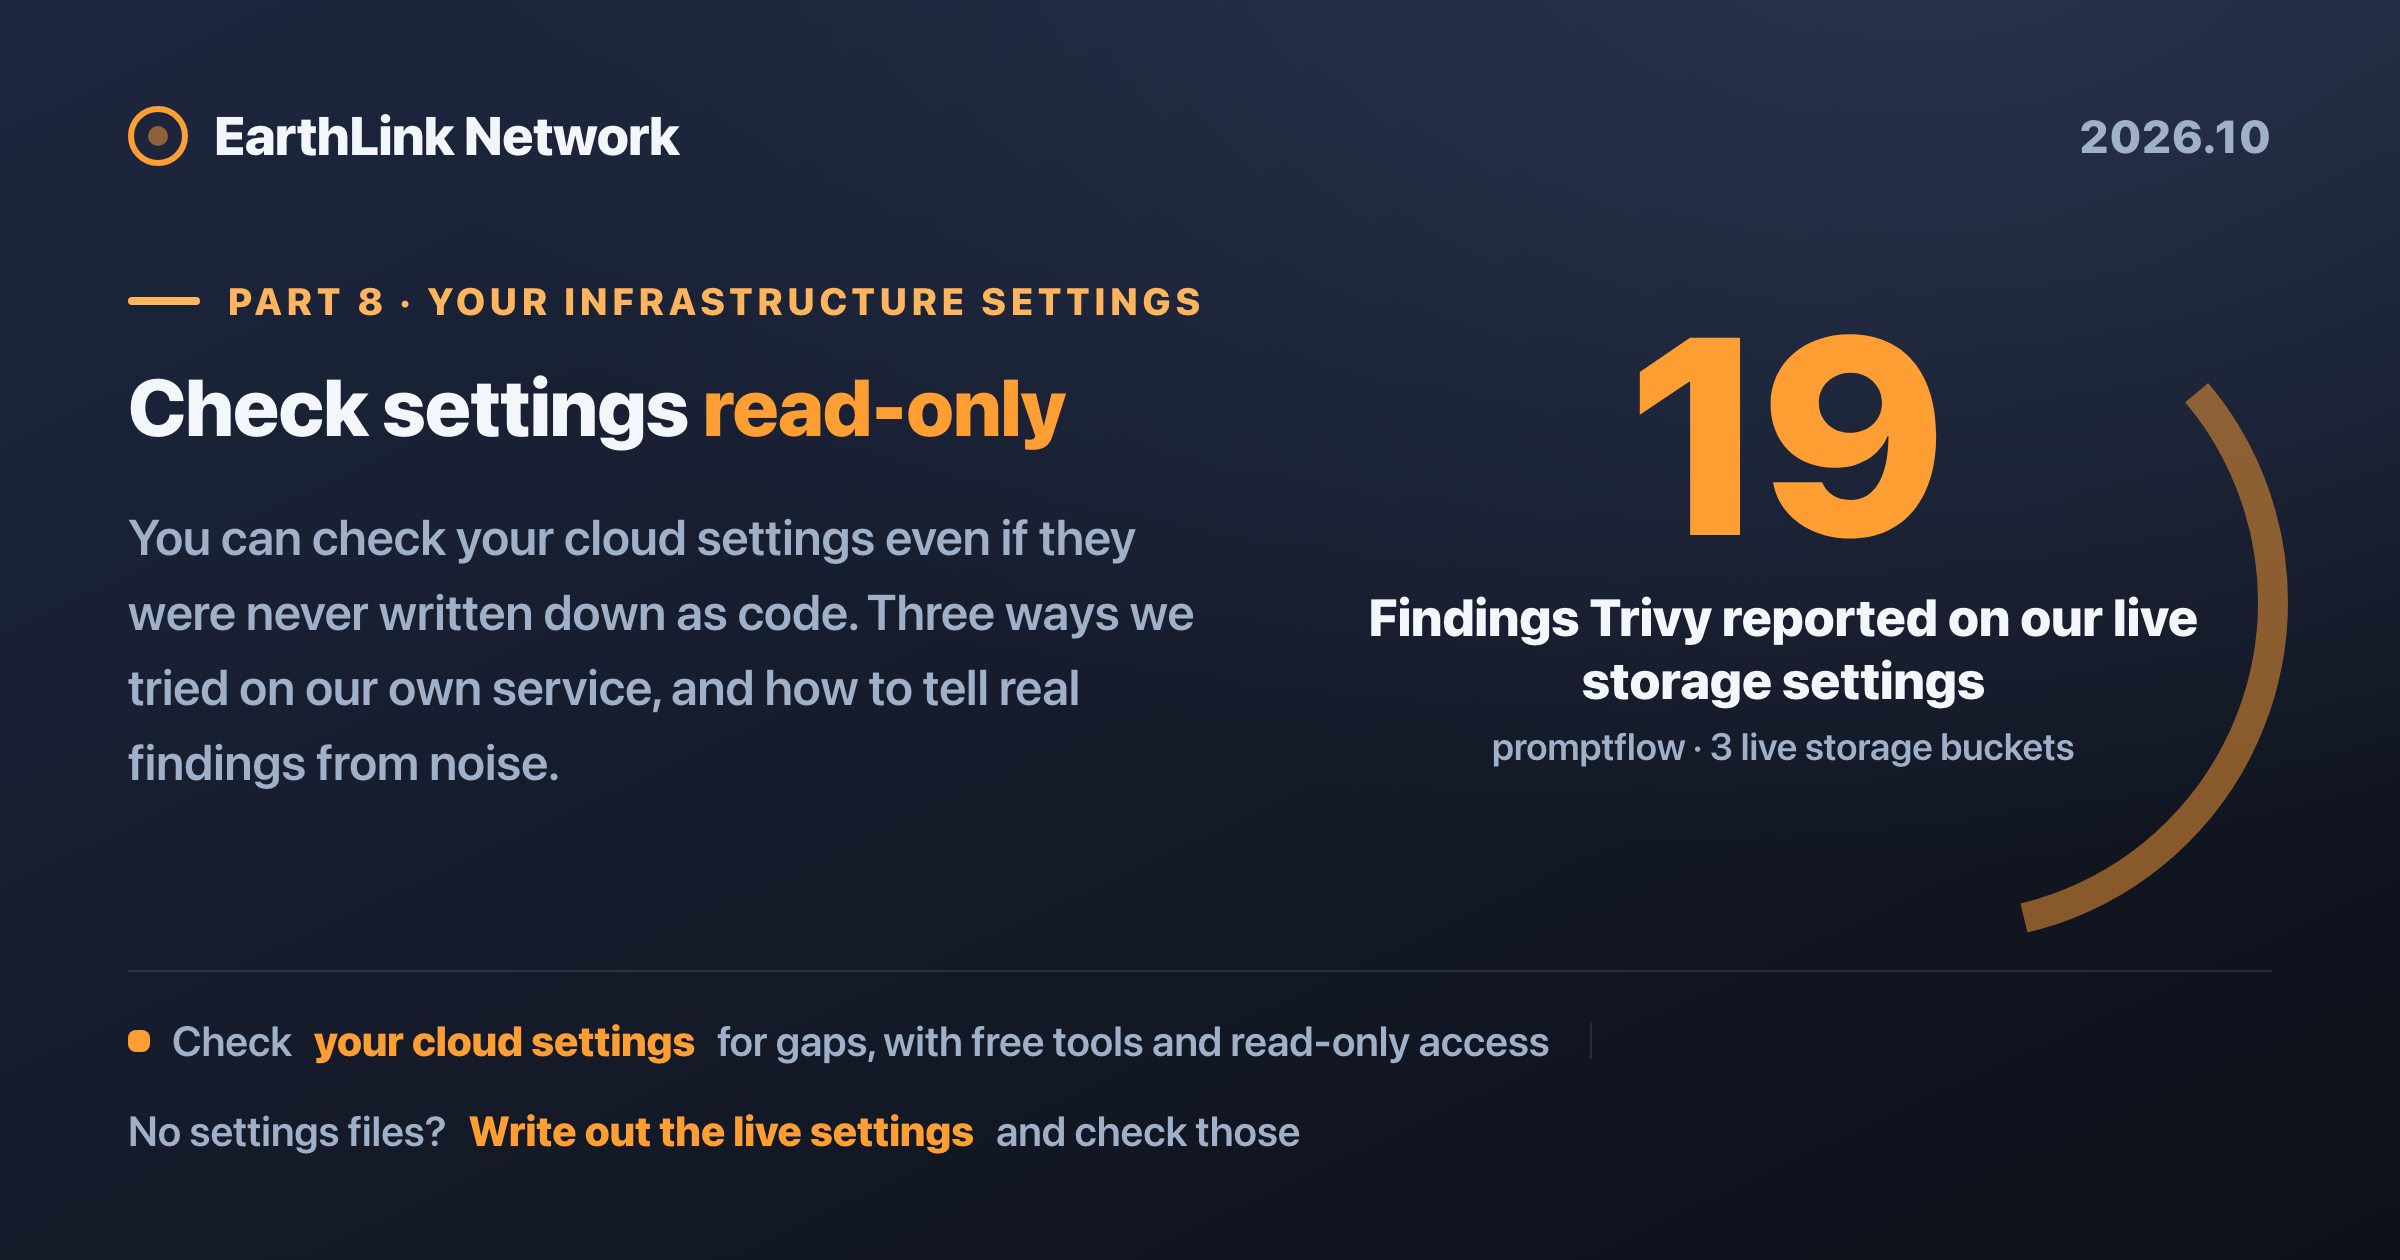 EarthLink Network
2026.10
PART 8 · YOUR INFRASTRUCTURE SETTINGS
Check settings read-only
You can check your cloud settings even if they
were never written down as code. Three ways we
tried on our own service, and how to tell real
findings from noise.
19
Findings Trivy reported on our live
storage settings
promptflow · 3 live storage buckets
Check your cloud settings for gaps, with free tools and read-only access
No settings files? Write out the live settings and check those